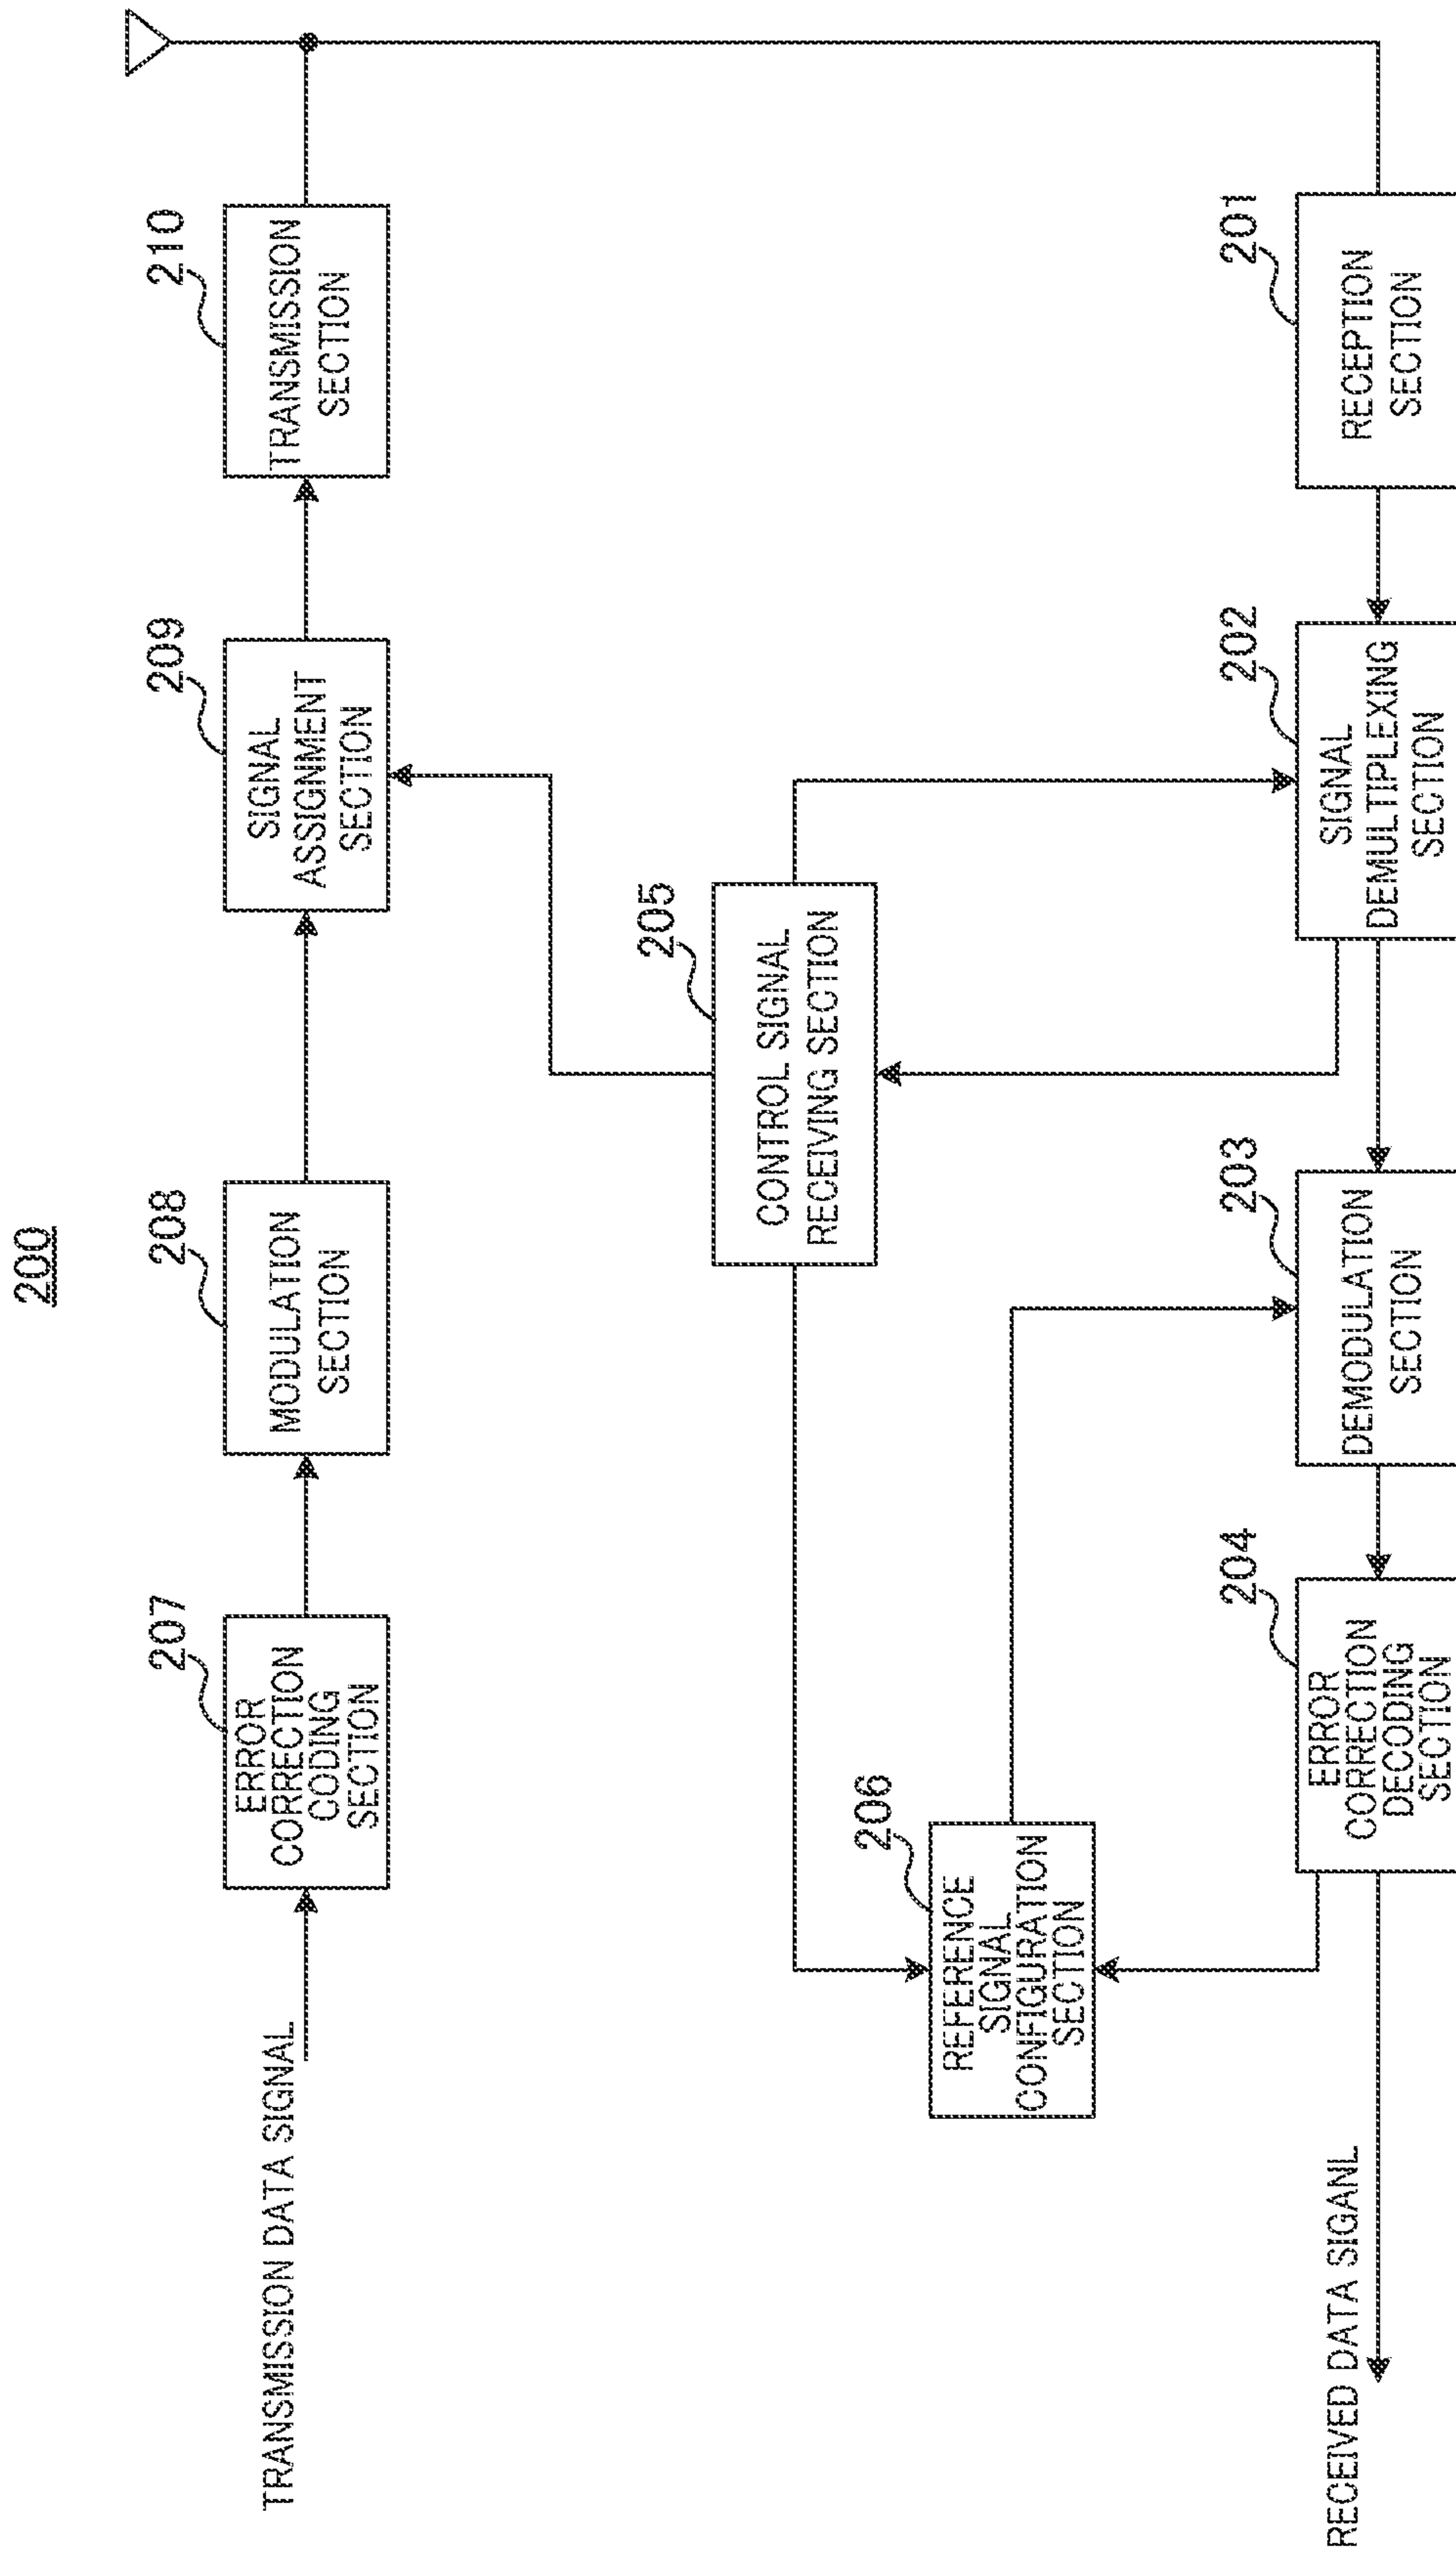 200
TRANSMISSION DATA SIGNAL
207
ERROR
CORRECTION
CODING
SECTION
208
MODULATION
SECTION
209
SIGNAL
ASSIGNMENT
SECTION
210
TRANSMISSION
SECTION
205
CONTROL SIGNAL
RECEIVING SECTION
206
REFERENCE
SIGNAL
CONFIGURATION
SECTION
RECEIVED DATA SIGANL
204
ERROR
CORRECTION
DECODING
SECTION
203
DEMODULATION
SECTION
202
SIGNAL
DEMULTIPLEXING
SECTION
201
RECEPTION
SECTION